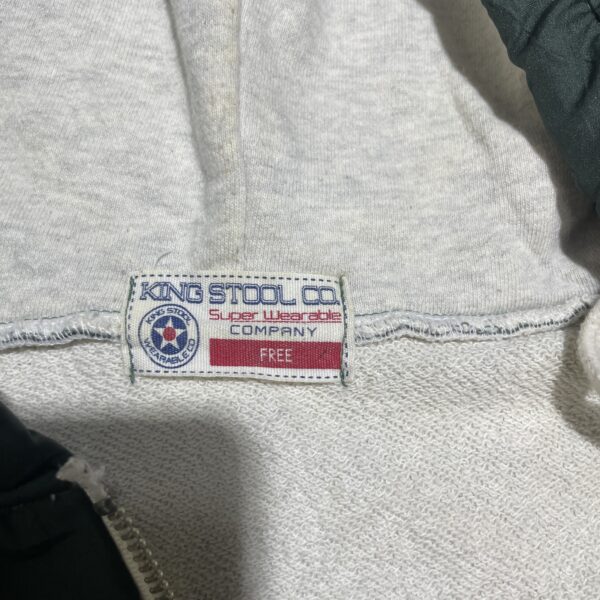 KING STOOL CO.
Super Wearable
COMPANY
FREE
KING STOOL
WEARABLE CO